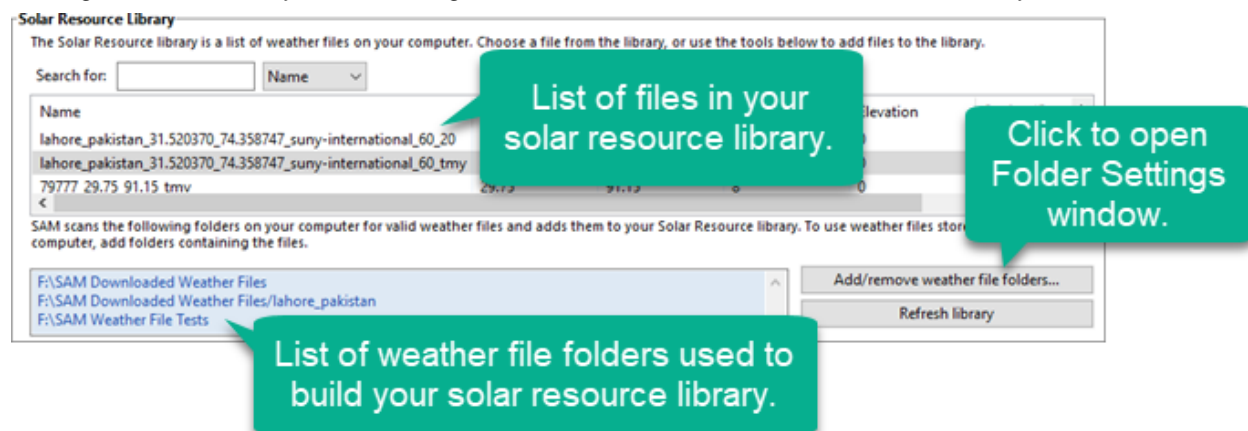 Solar Resource Library
The Solar Resource library is a list of weather files on your computer. Choose a file from the library, or use the tools below to add files to the library.
Search for: Name
List of files in your
solar resource library.
Name Elevation
lahore_pakistan_31.520370_74.358747_suny-international_60_20
lahore_pakistan_31.520370_74.358747_suny-international_60_tmy
79777 29.75 91.15 tmy 29.75 91.15 8 0
Click to open
Folder Settings
window.
SAM scans the following folders on your computer for valid weather files and adds them to your Solar Resource library. To use weather files
computer, add folders containing the files.
F:\SAM Downloaded Weather Files
F:\SAM Downloaded Weather Files/lahore_pakistan
F:\SAM Weather File Tests
Add/remove weather file folders...
Refresh library
List of weather file folders used to
build your solar resource library.